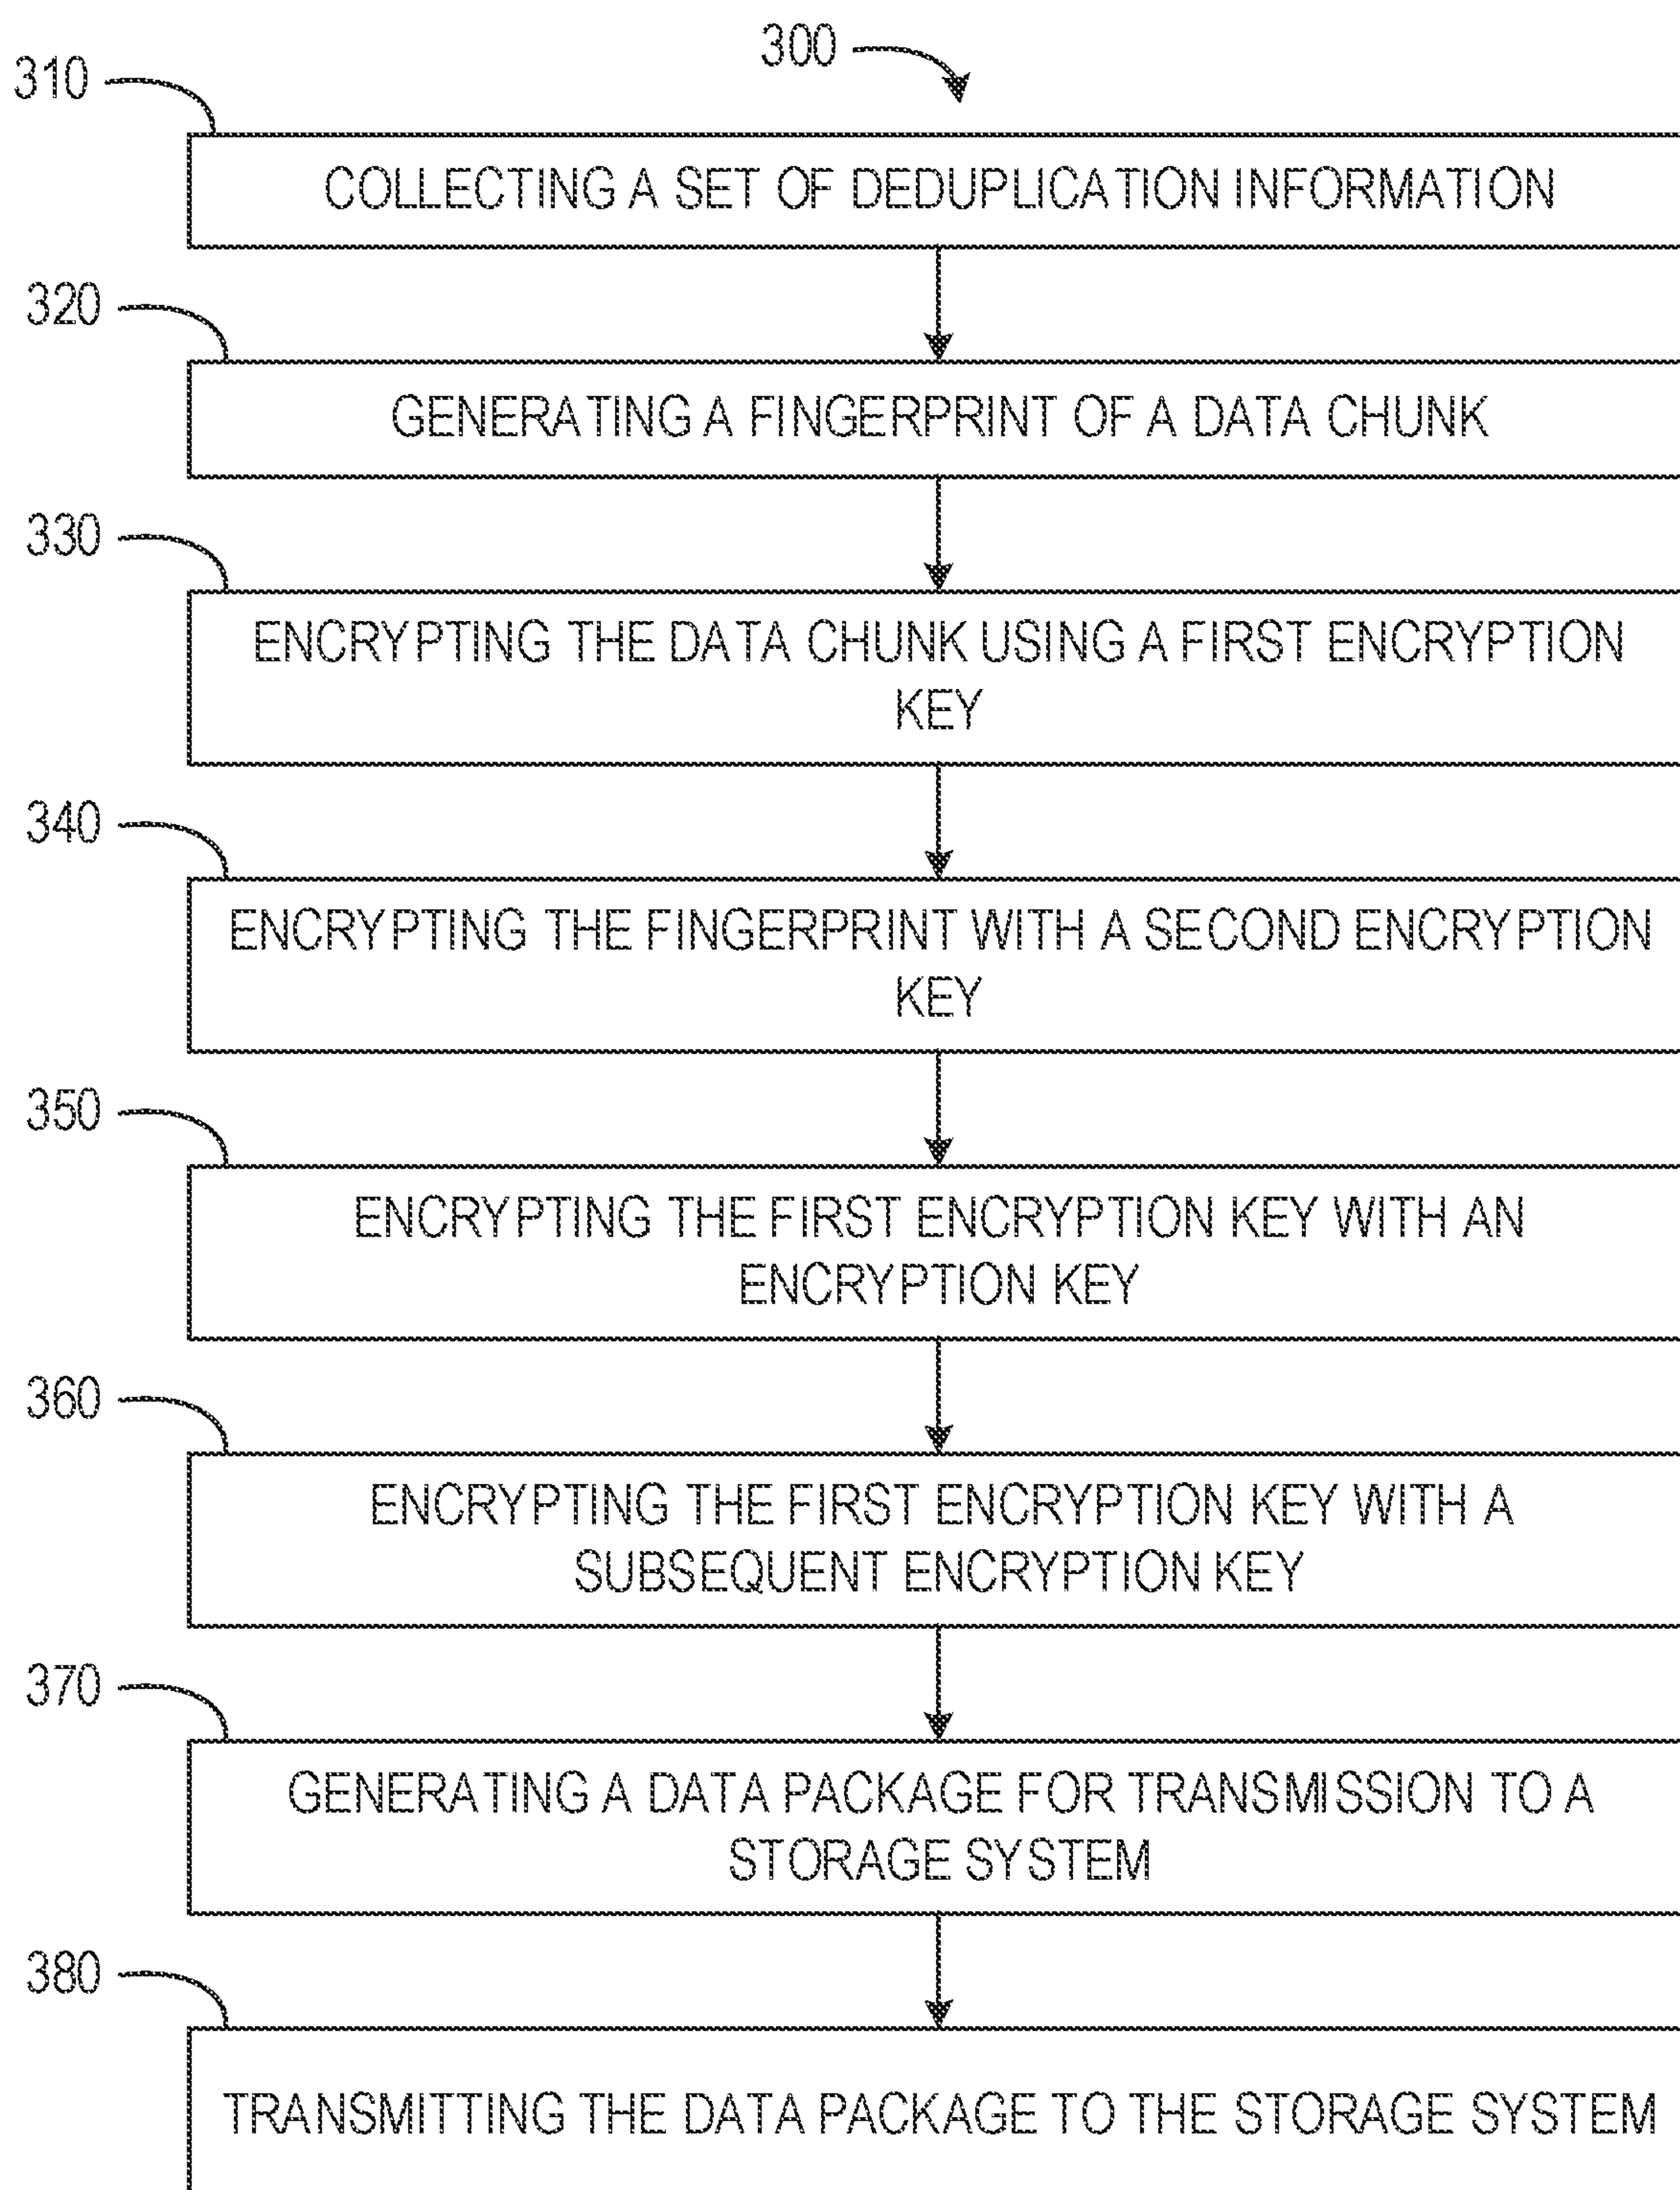 300
310
COLLECTING A SET OF DEDUPLICATION INFORMATION
320
GENERATING A FINGERPRINT OF A DATA CHUNK
330
ENCRYPTING THE DATA CHUNK USING A FIRST ENCRYPTION
KEY
340
ENCRYPTING THE FINGERPRINT WITH A SECOND ENCRYPTION
KEY
350
ENCRYPTING THE FIRST ENCRYPTION KEY WITH AN
ENCRYPTION KEY
360
ENCRYPTING THE FIRST ENCRYPTION KEY WITH A
SUBSEQUENT ENCRYPTION KEY
370
GENERATING A DATA PACKAGE FOR TRANSMISSION TO A
STORAGE SYSTEM
380
TRANSMITTING THE DATA PACKAGE TO THE STORAGE SYSTEM